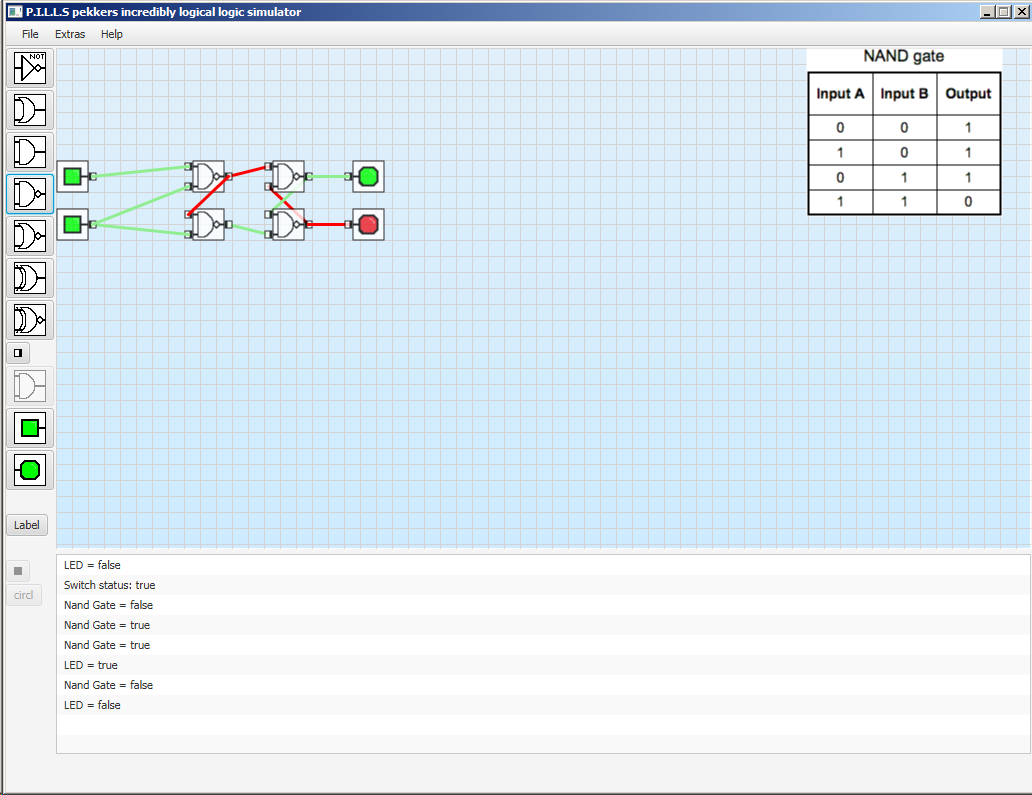 P.I.L.L.S pekkers incredibly logical logic simulator
File Extras Help
NOT
NAND gate
Input A Input B Output
0 0 1
1 0 1
0 1 1
1 1 0
Label
circl
LED = false
Switch status: true
Nand Gate = false
Nand Gate = true
Nand Gate = true
LED = true
Nand Gate = false
LED = false